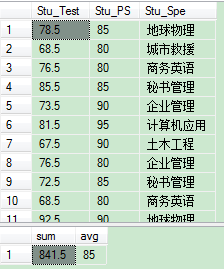 Stu_Test Stu_PS Stu_Spe
1 78.5 85 地球物理
2 68.5 80 城市救援
3 76.5 80 商务英语
4 85.5 85 秘书管理
5 73.5 90 企业管理
6 81.5 95 计算机应用
7 67.5 90 土木工程
8 76.5 80 企业管理
9 72.5 85 秘书管理
10 68.5 80 商务英语
11 92.5 90 地球物理
sum avg
1 841.5 85